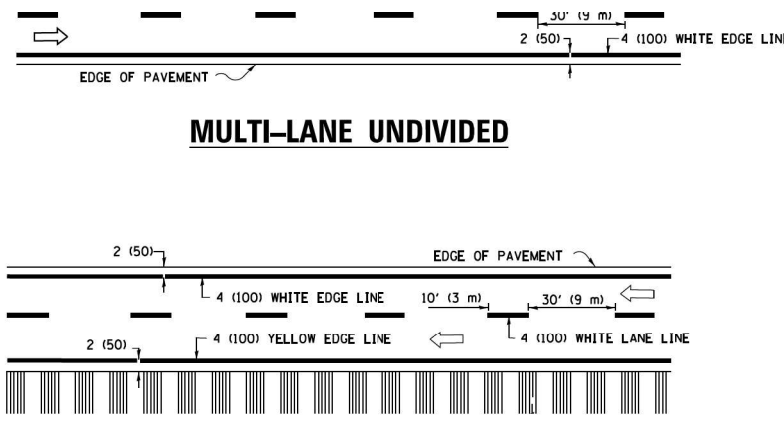 30' (9 m)
2 (50)
4 (100) WHITE EDGE LINE
EDGE OF PAVEMENT
MULTI–LANE UNDIVIDED
2 (50)
EDGE OF PAVEMENT
4 (100) WHITE EDGE LINE
10' (3 m)
30' (9 m)
2 (50)
4 (100) YELLOW EDGE LINE
4 (100) WHITE LANE LINE